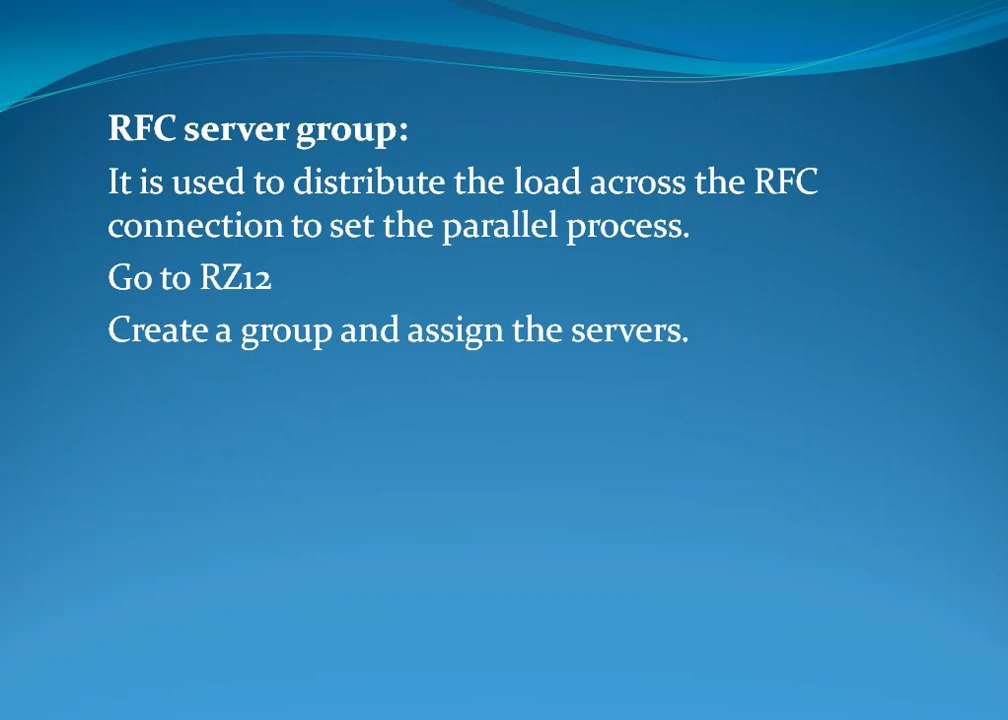 RFC server group:
It is used to distribute the load across the RFC
connection to set the parallel process.
Go to RZ12
Create a group and assign the servers.